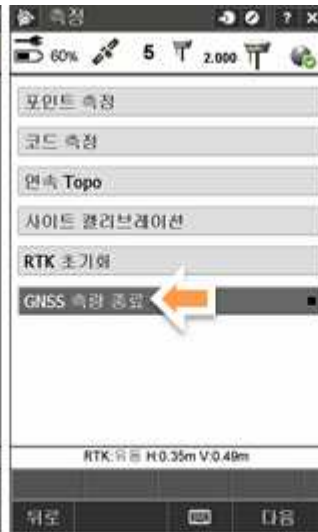 측정 ? X
60% 5 2.000
포인트 측정
코드 측정
연속 Topo
사이트 캘리브레이션
RTK 초기화
GNSS 측량 종료
RTK:유동 H:0.35m V:0.49m
뒤로 다음